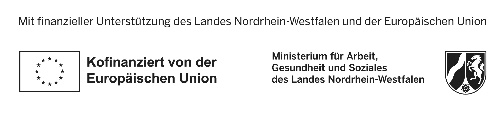 Mit finanzieller Unterstützung des Landes Nordrhein-Westfalen und der Europäischen Union
Kofinanziert von der
Europäischen Union
Ministerium für Arbeit,
Gesundheit und Soziales
des Landes Nordrhein-Westfalen